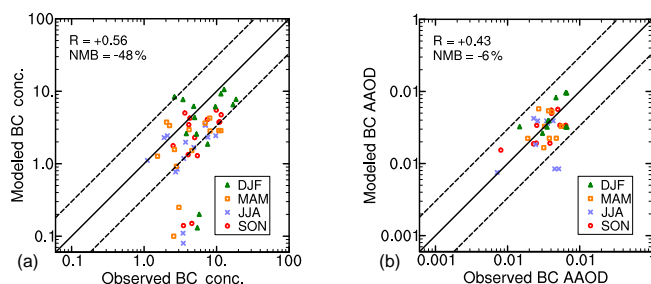 R = +0.56
NMB = -48%
100
10.0
1.0
0.1
Modeled BC conc.
DJF
MAM
JJA
SON
0.1 1.0 10.0 100
(a) Observed BC conc.
R = +0.43
NMB = -6%
1
0.1
0.01
0.001
Modeled BC AAOD
DJF
MAM
JJA
SON
0.001 0.01 0.01 1
(b) Observed BC AAOD